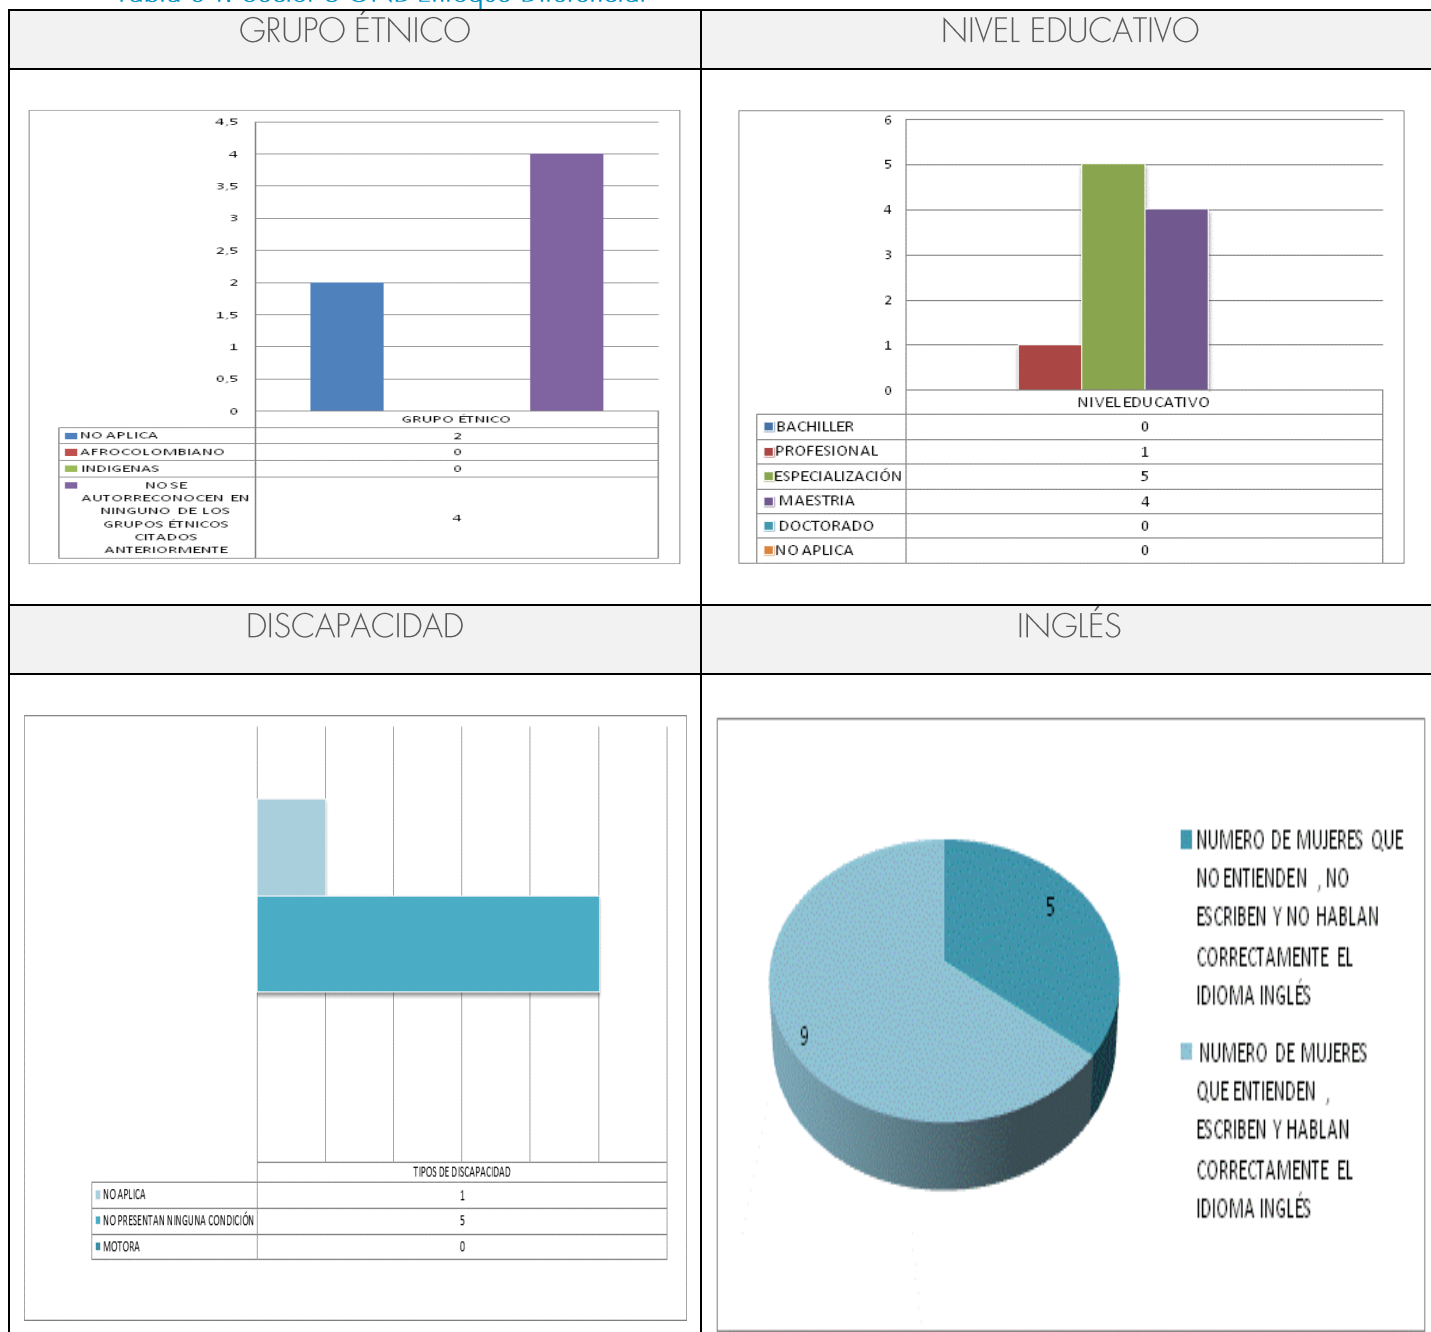 GRUPO ÉTNICO
NIVEL EDUCATIVO
4,5
4
3,5
3
2,5
2
1,5
1
0,5
0
GRUPO ÉTNICO
NO APLICA 2
AFROCOLOMBIANO 0
INDIGENAS 0
NO SE
AUTORRECONOCEN EN
NINGUNO DE LOS
GRUPOS ÉTNICOS
CITADOS
ANTERIORMENTE
4
6
5
4
3
2
1
0
NIVEL EDUCATIVO
BACHILLER 0
PROFESIONAL 1
ESPECIALIZACIÓN 5
MAESTRIA 4
DOCTORADO 0
NO APLICA 0
DISCAPACIDAD
INGLÉS
TIPOS DE DISCAPACIDAD
NO APLICA 1
NO PRESENTAN NINGUNA CONDICIÓN 5
MOTORA 0
5
9
NUMERO DE MUJERES QUE
NO ENTIENDEN , NO
ESCRIBEN Y NO HABLAN
CORRECTAMENTE EL
IDIOMA INGLÉS
NUMERO DE MUJERES
QUE ENTIENDEN ,
ESCRIBEN Y HABLAN
CORRECTAMENTE EL
IDIOMA INGLÉS